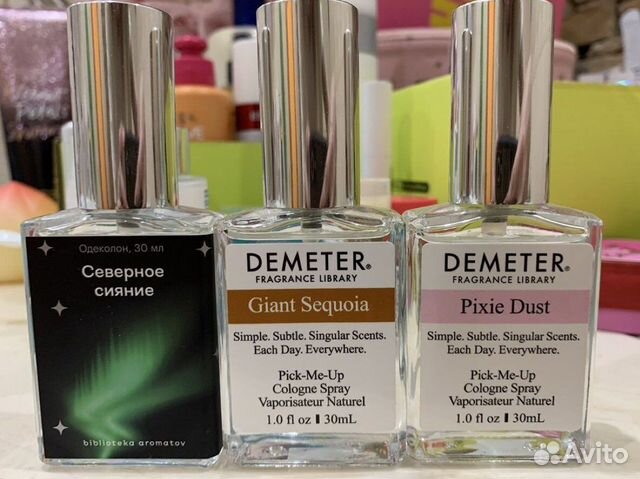 Одеколон, 30 мл
Северное
сияние
biblioteka aromatov
DEMETER®
FRAGRANCE LIBRARY
Giant Sequoia
Simple. Subtle. Singular Scents.
Each Day. Everywhere.
Pick-Me-Up
Cologne Spray
Vaporisateur Naturel
1.0 fl oz 30mL
DEMETER®
FRAGRANCE LIBRARY
Pixie Dust
Simple. Subtle. Singular Scents.
Each Day. Everywhere.
Pick-Me-Up
Cologne Spray
Vaporisateur Naturel
1.0 fl oz 30mL
Avito